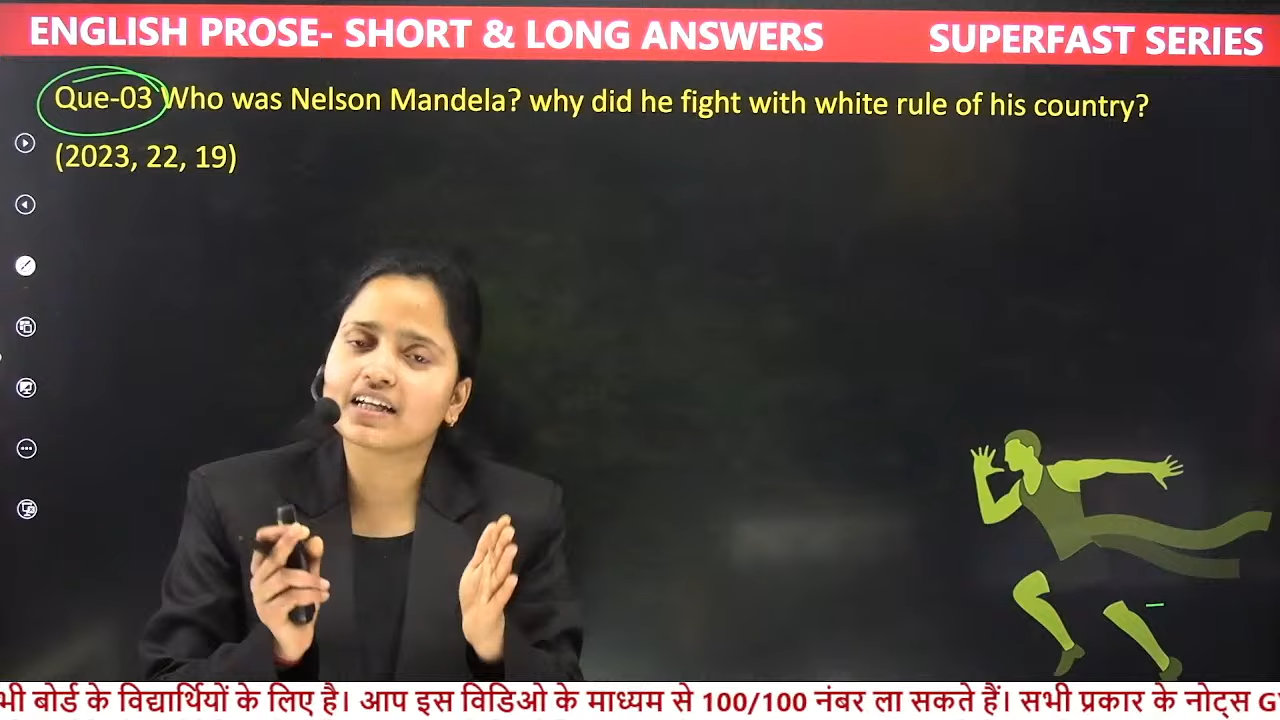 ENGLISH PROSE- SHORT & LONG ANSWERS SUPERFAST SERIES
Que-03 Who was Nelson Mandela? why did he fight with white rule of his country?
(2023, 22, 19)
भी बोर्ड के विद्यार्थियों के लिए है। आप इस विडिओ के माध्यम से 100/100 नंबर ला सकते हैं। सभी प्रकार के नोट्स G